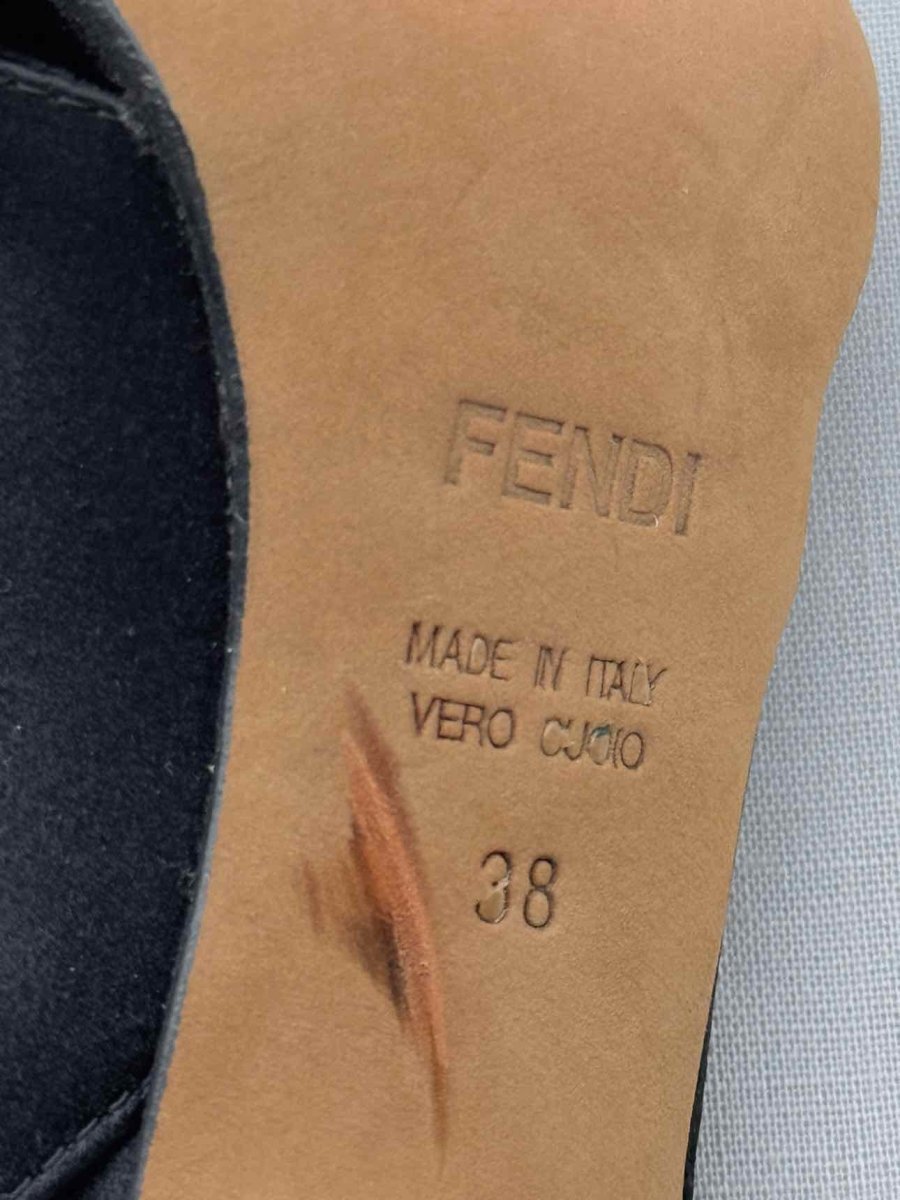 FENDI
MADE IN ITALY
VERO CUOIO
38